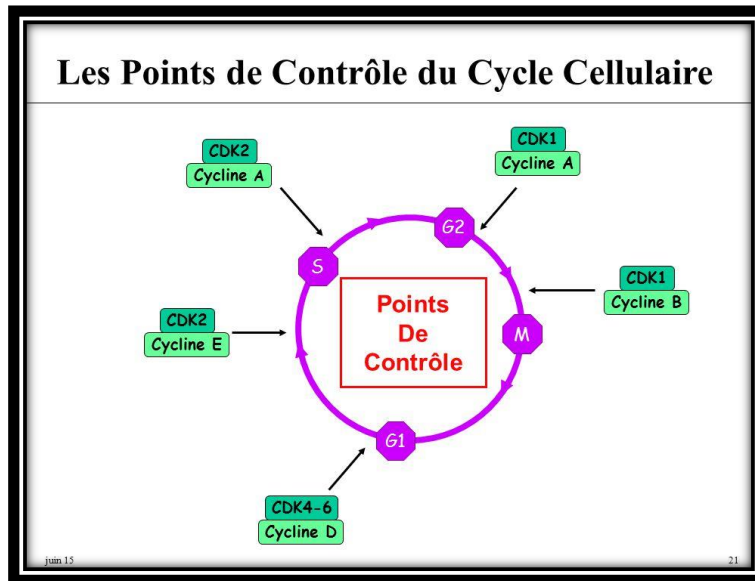 Les Points de Contrôle du Cycle Cellulaire
CDK2
Cycline A
CDK1
Cycline A
G2
S
CDK1
Cycline B
Points
De
Contrôle
CDK2
Cycline E
M
G1
CDK4-6
Cycline D
juin 15
21